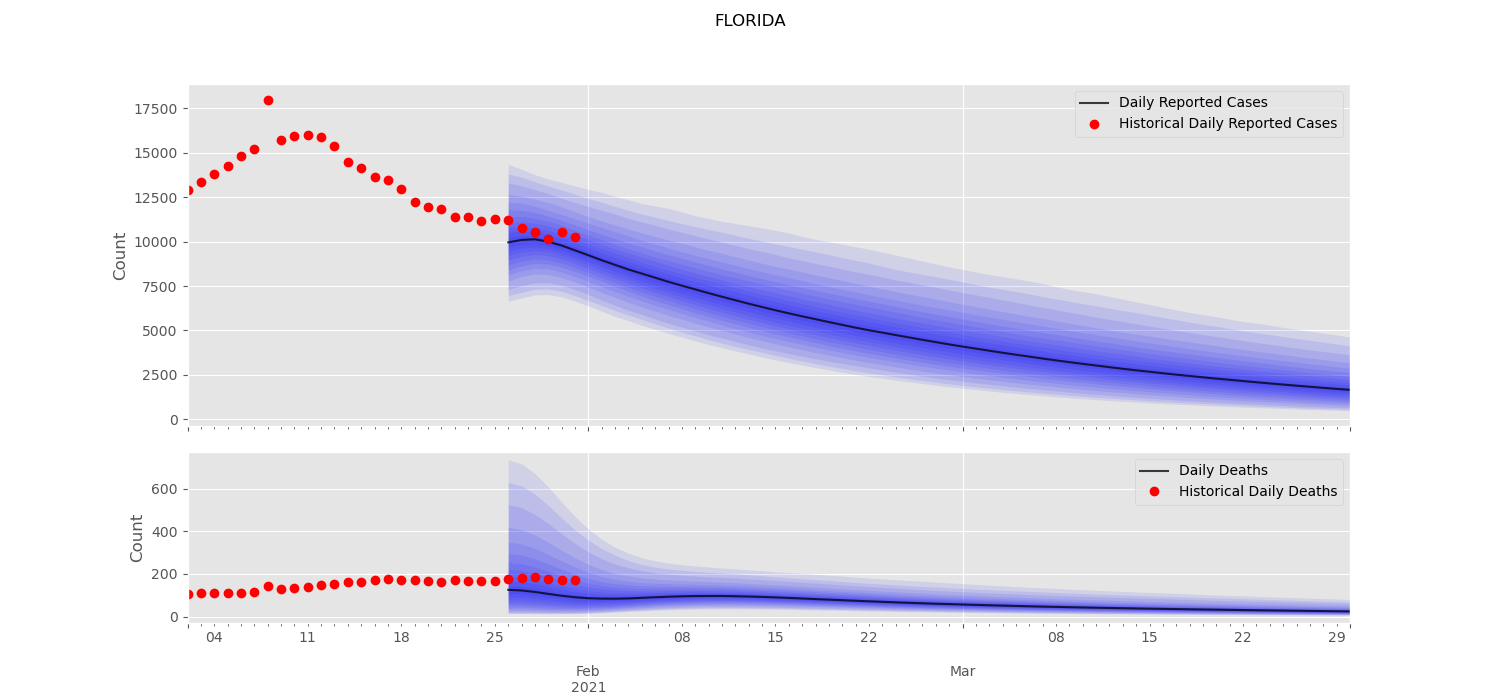 FLORIDA
17500
15000
12500
10000
7500
5000
2500
0
Count
Daily Reported Cases
Historical Daily Reported Cases
600
400
200
0
Count
Daily Deaths
Historical Daily Deaths
04 11 18 25 08 15 22 08 15 22 29
Feb Mar
2021